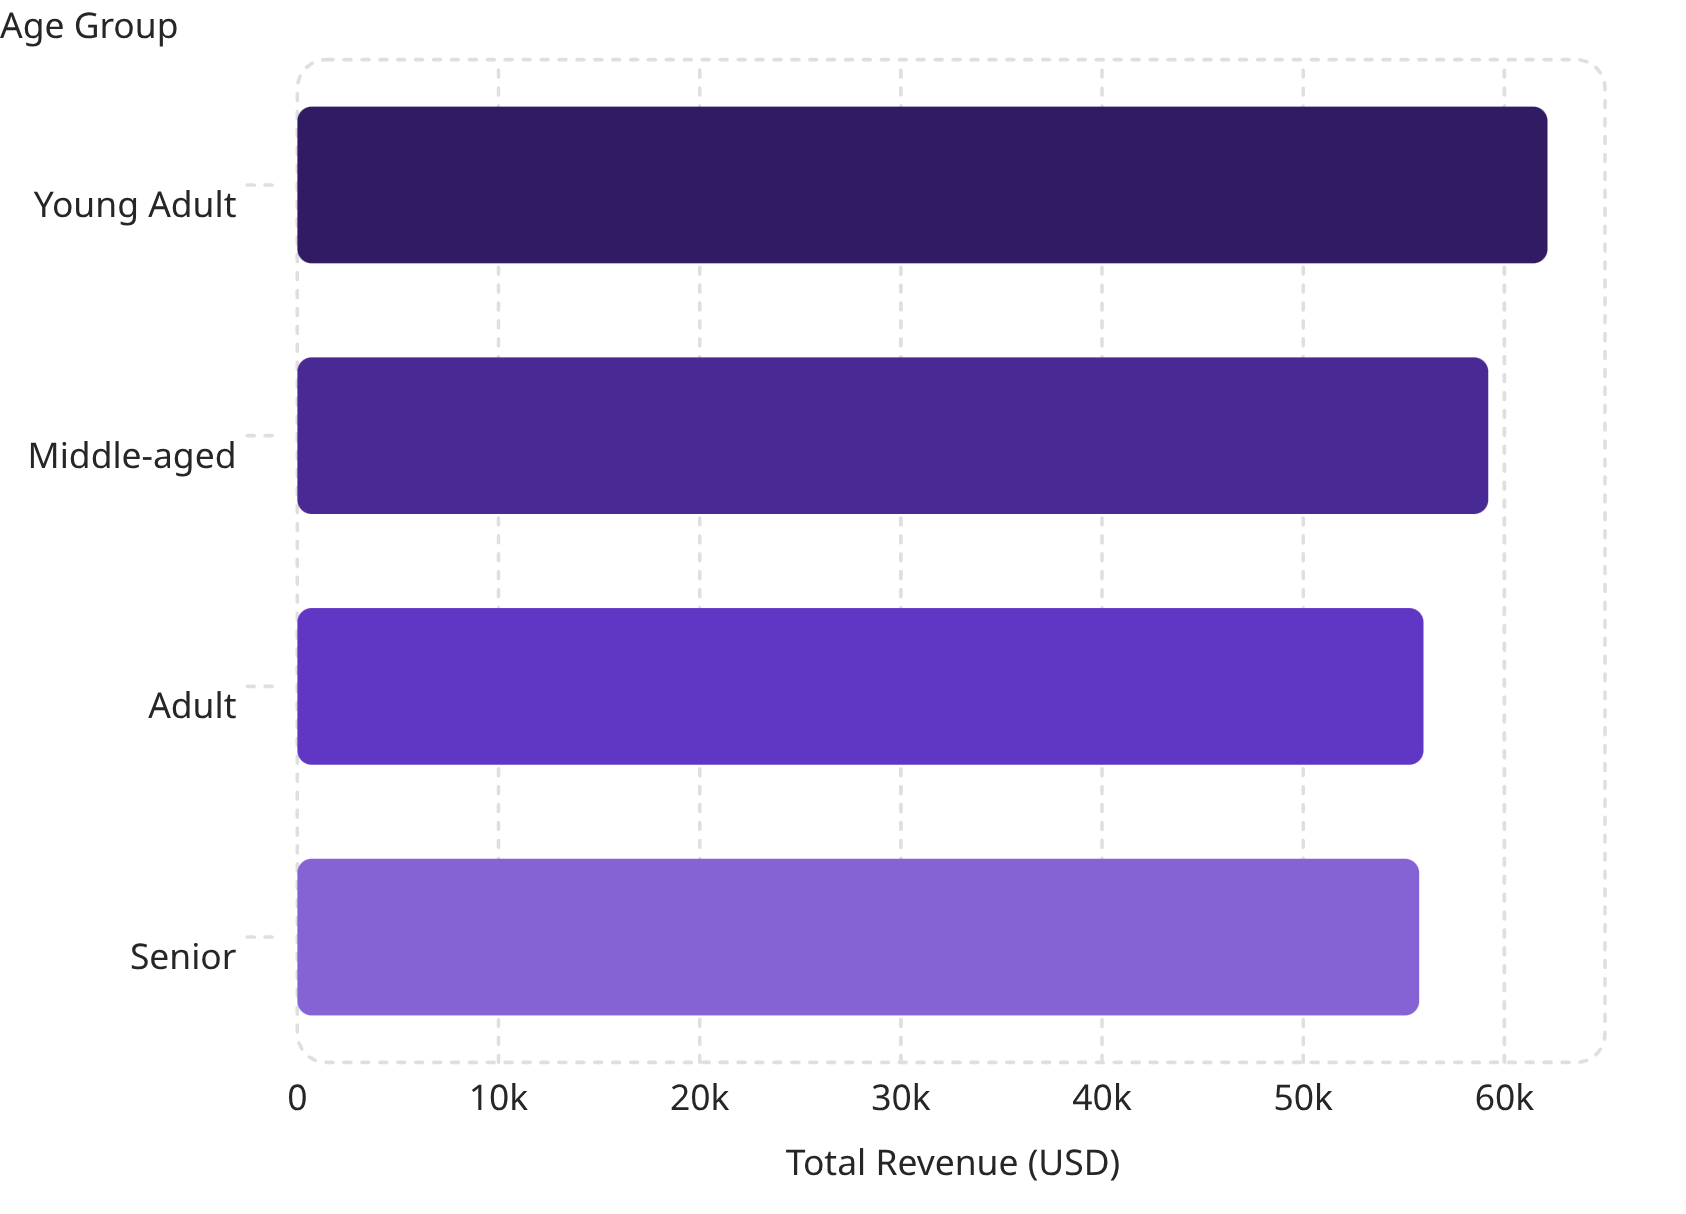 Age Group
Young Adult
Middle-aged
Adult
Senior
0 10k 20k 30k 40k 50k 60k
Total Revenue (USD)